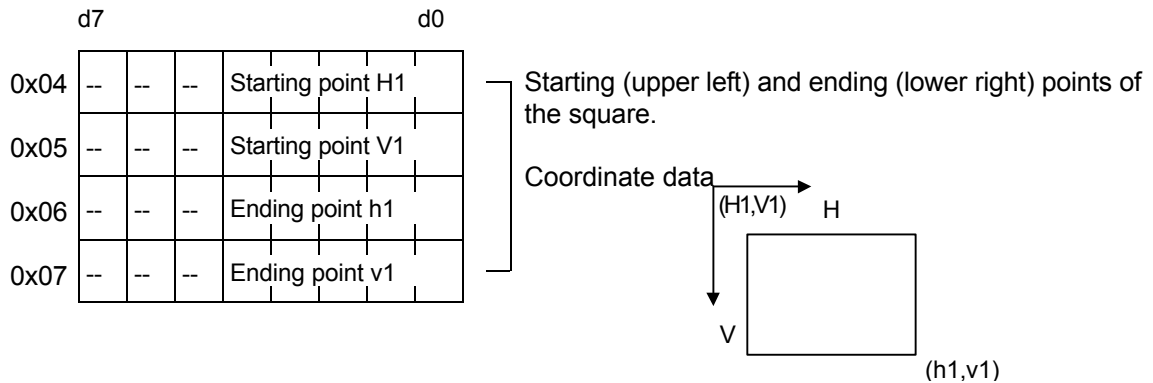 d7 d0
0x04 -- -- -- Starting point H1
0x05 -- -- -- Starting point V1
0x06 -- -- -- Ending point h1
0x07 -- -- -- Ending point v1
Starting (upper left) and ending (lower right) points of
the square.
Coordinate data
(H1,V1) H
V
(h1,v1)